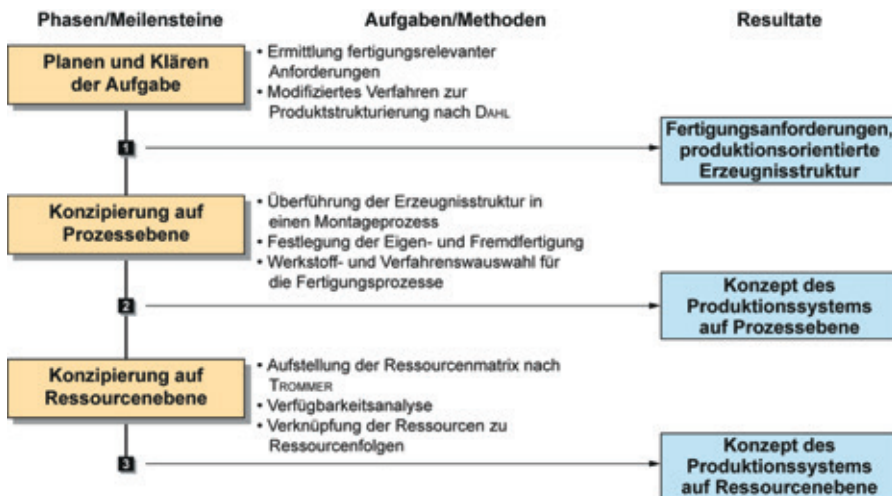 Phasen/Meilensteine
Aufgaben/Methoden
Resultate
Planen und Klären
der Aufgabe
• Ermittlung fertigungsrelevanter
Anforderungen
• Modifiziertes Verfahren zur
Produktstrukturierung nach DAHL
1
Fertigungsanforderungen,
produktionsorientierte
Erzeugnisstruktur
Konzipierung auf
Prozessebene
• Überführung der Erzeugnisstruktur in
einen Montageprozess
• Festlegung der Eigen- und Fremdfertigung
• Werkstoff- und Verfahrenswauswahl für
die Fertigungsprozesse
2
Konzept des
Produktionssystems
auf Prozessebene
Konzipierung auf
Ressourcenebene
• Aufstellung der Ressourcenmatrix nach
TROMMER
• Verfügbarkeitsanalyse
• Verknüpfung der Ressourcen zu
Ressourcenfolgen
3
Konzept des
Produktionssystems
auf Ressourcenebene